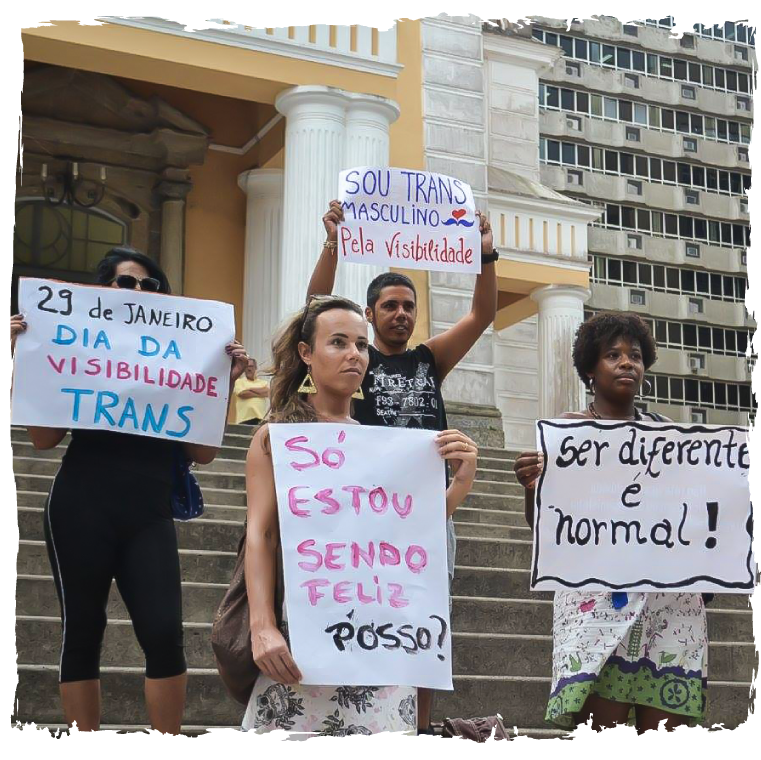 SOU TRANS
MASCULINO
Pela Visibilidade
29 de JANEIRO
DIA DA
VISIBILIDADE
TRANS
SÓ
ESTOU
SENDO
FELIZ
POSSO?
Ser diferente
é
normal!